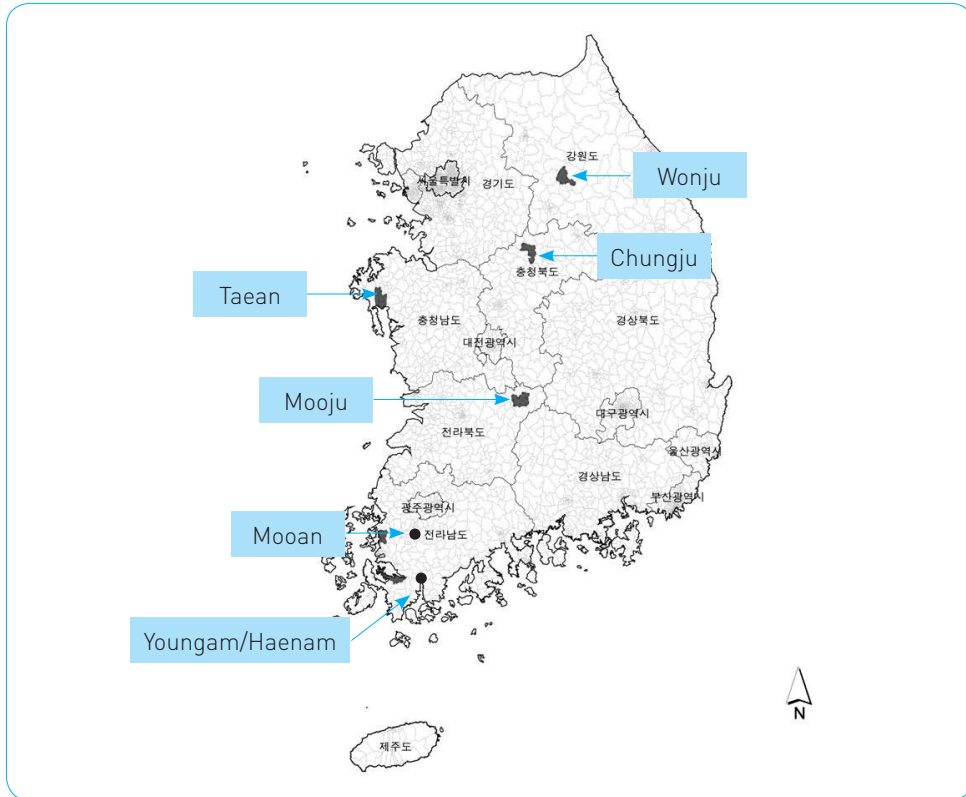 강원도
Wonju
서울특별시
경기도
Chungju
충청북도
Taean
충청남도
경상북도
대전광역시
Mooju
대구광역시
전라북도
울산광역시
경상남도
부산광역시
광주광역시
Mooan
전라남도
Youngam/Haenam
N
제주도